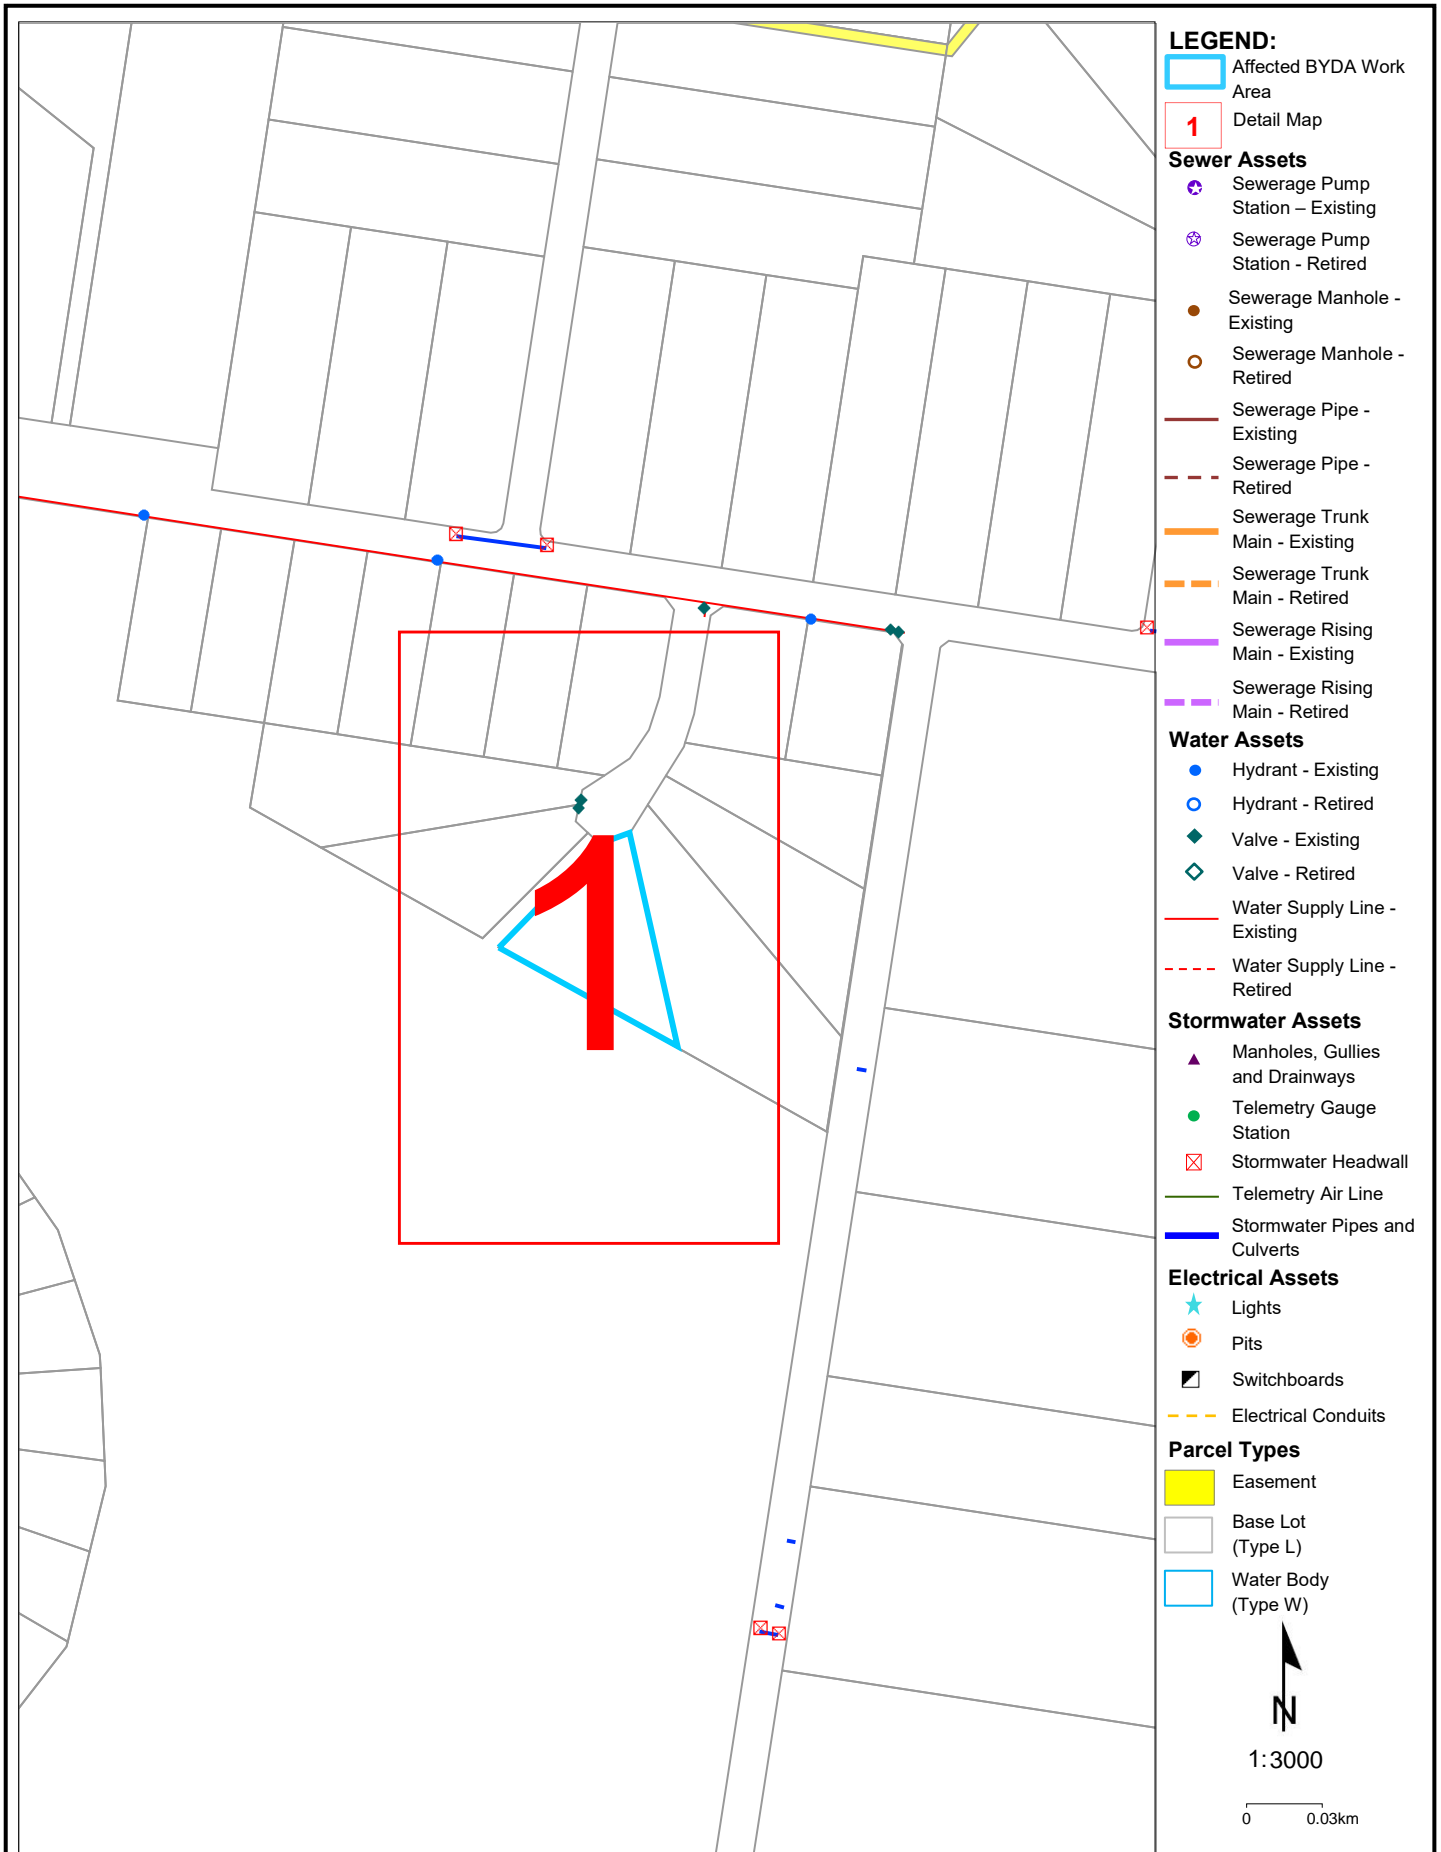 LEGEND:
Affected BYDA Work
Area
1
Detail Map
Sewer Assets
Sewerage Pump
Station – Existing
Sewerage Pump
Station - Retired
Sewerage Manhole -
Existing
Sewerage Manhole -
Retired
Sewerage Pipe -
Existing
Sewerage Pipe -
Retired
Sewerage Trunk
Main - Existing
Sewerage Trunk
Main - Retired
Sewerage Rising
Main - Existing
Sewerage Rising
Main - Retired
Water Assets
Hydrant - Existing
Hydrant - Retired
Valve - Existing
Valve - Retired
Water Supply Line -
Existing
Water Supply Line -
Retired
Stormwater Assets
Manholes, Gullies
and Drainways
Telemetry Gauge
Station
Stormwater Headwall
Telemetry Air Line
Stormwater Pipes and
Culverts
Electrical Assets
Lights
Pits
Switchboards
Electrical Conduits
Parcel Types
Easement
Base Lot
(Type L)
Water Body
(Type W)
N
1:3000
0 0.03km
1